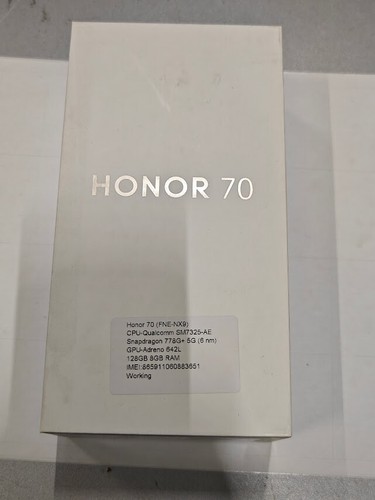 HONOR 70
Honor 70 (FNE-NX9)
CPU-Qualcomm SM7325-AE
Snapdragon 778G+ 5G (6 nm)
GPU-Adreno 642L
128GB 8GB RAM
IMEI:865911060883651
Working